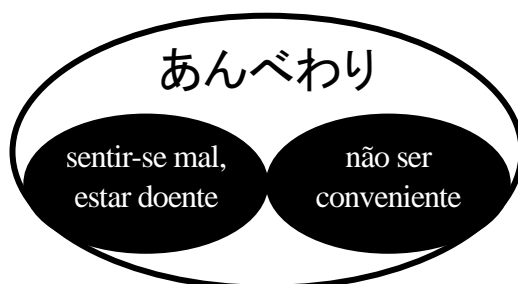 あんべわり
sentir-se mal,
estar doente
não ser
conveniente